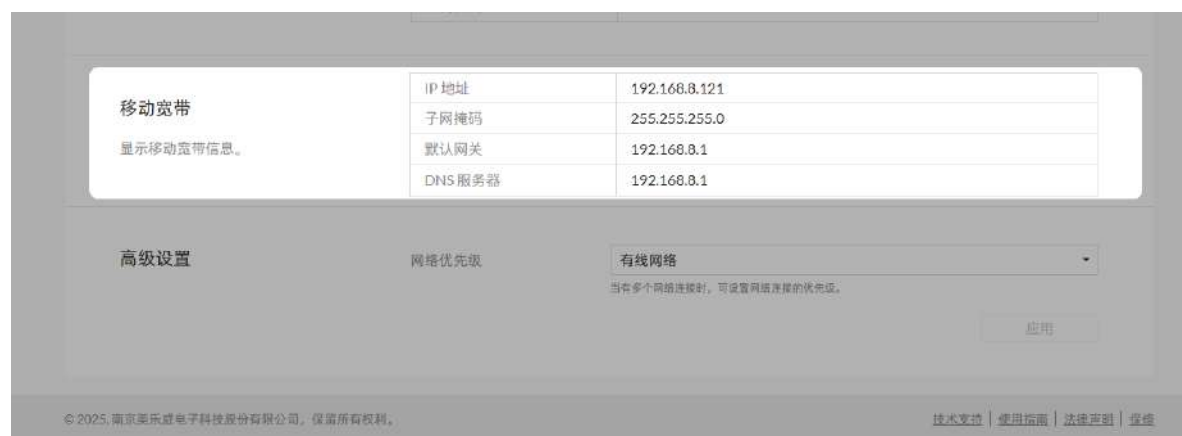 IP 地址 192.168.8.121
移动宽带
子网掩码 255.255.255.0
显示移动宽带信息。 默认网关 192.168.8.1
DNS 服务器 192.168.8.1
高级设置 网络优先级 有线网络
当有多个网络连接时，可设置网络连接的优先级。
应用
© 2025, 南京美乐威电子科技股份有限公司，保留所有权利。 技术支持 | 使用指南 | 法律声明 | 保修